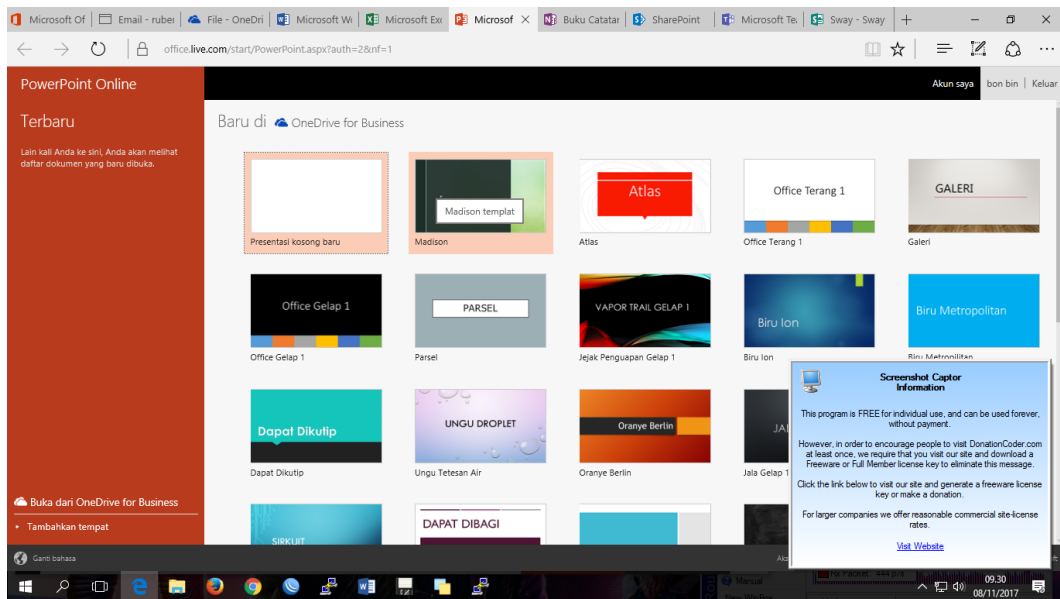 Microsoft Of
Email - ruber
File - OneDri
Microsoft Wo
Microsoft Exc
Microsof
Buku Catatar
SharePoint
Microsoft Tea
Sway - Sway
office.live.com/start/PowerPoint.aspx?auth=2&nf=1
PowerPoint Online
Akun saya
bon bin
Keluar
Terbaru
Lain kali Anda ke sini, Anda akan melihat
daftar dokumen yang baru dibuka.
Baru di OneDrive for Business
Madison templat
Atlas
Office Terang 1
GALERI
Presentasi kosong baru
Madison
Atlas
Office Terang 1
Galeri
Office Gelap 1
PARSEL
VAPOR TRAIL GELAP 1
Biru Ion
Biru Metropolitan
Office Gelap 1
Parsel
Jejak Penguapan Gelap 1
Biru Ion
Biru Metropolitan
Dapat Dikutip
UNGU DROPLET
Oranye Berlin
Dapat Dikutip
Ungu Tetesan Air
Oranye Berlin
Jala Gelap 1
SIRKUIT
DAPAT DIBAGI
Buka dari OneDrive for Business
Tambahkan tempat
Ganti bahasa
Screenshot Captor
Information
This program is FREE for individual use, and can be used forever,
without payment.
However, in order to encourage people to visit DonationCoder.com
at least once, we require that you visit our site and download a
Freeware or Full Member license key to eliminate this message.
Click the link below to visit our site and generate a freeware license
key or make a donation.
For larger companies we offer reasonable commercial site-license
rates.
Visit Website
Manual
New WinBox
09.30
08/11/2017